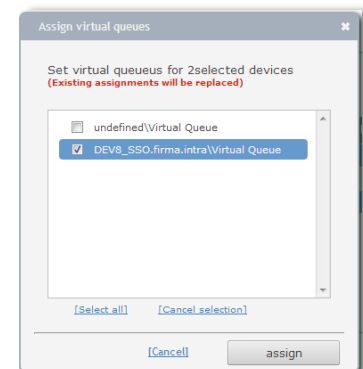 Assign virtual queues
Set virtual queueus for 2selected devices
(Existing assignments will be replaced)
undefined\Virtual Queue
DEV8_SSO.firma.intra\Virtual Queue
[Select all] [Cancel selection]
[Cancel] assign